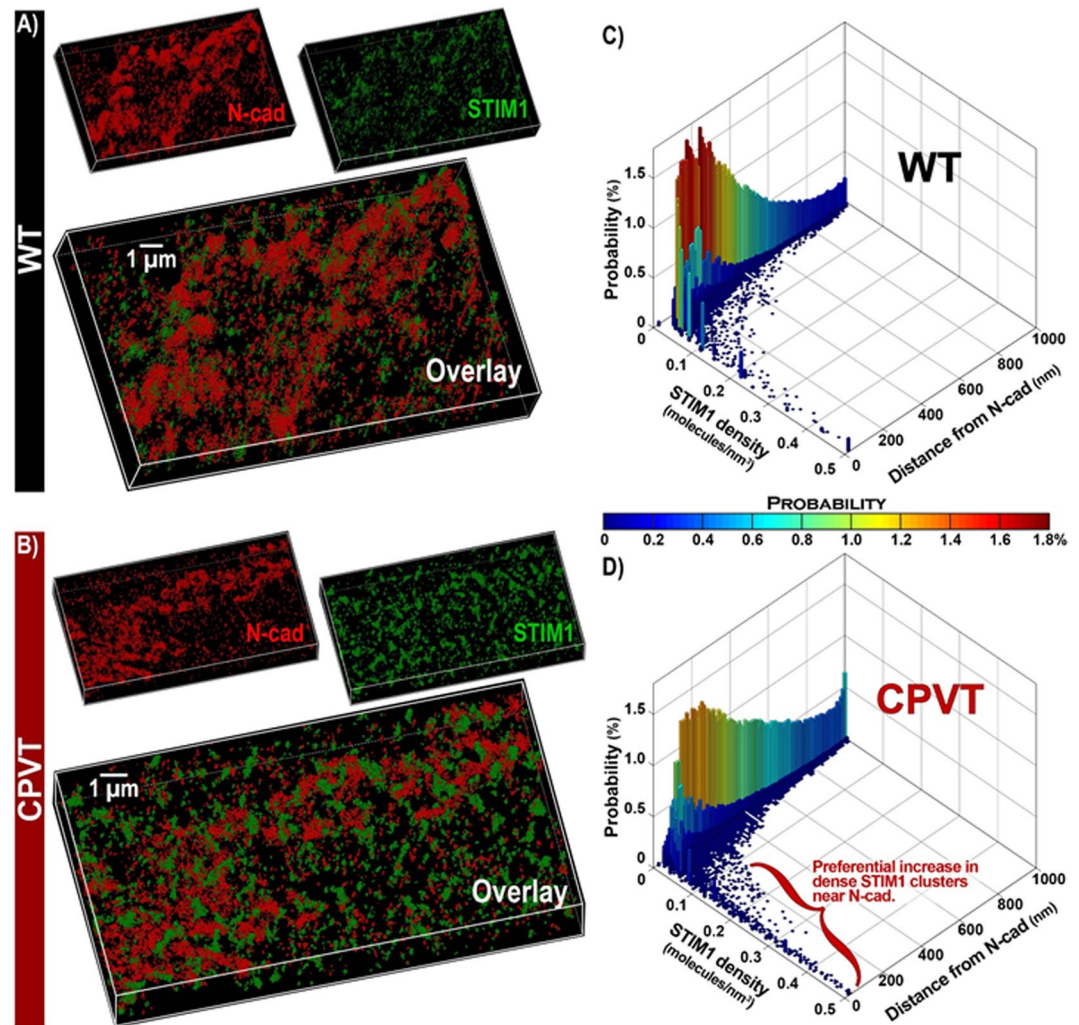 A)
WT
N-cad
STIM1
1 µm
Overlay
B)
CPVT
N-cad
STIM1
1 µm
Overlay
C)
WT
Probability (%)
1.5
1.0
0.5
0
0
0.1
0.2
0.3
0.4
0.5
STIM1 density
(molecules/nm³)
0
200
400
600
800
1000
Distance from N-cad (nm)
PROBABILITY
0 0.2 0.4 0.6 0.8 1.0 1.2 1.4 1.6 1.8%
D)
CPVT
Probability (%)
1.5
1.0
0.5
0
0
0.1
0.2
0.3
0.4
0.5
STIM1 density
(molecules/nm³)
0
200
400
600
800
1000
Distance from N-cad (nm)
Preferential increase in
dense STIM1 clusters
near N-cad.